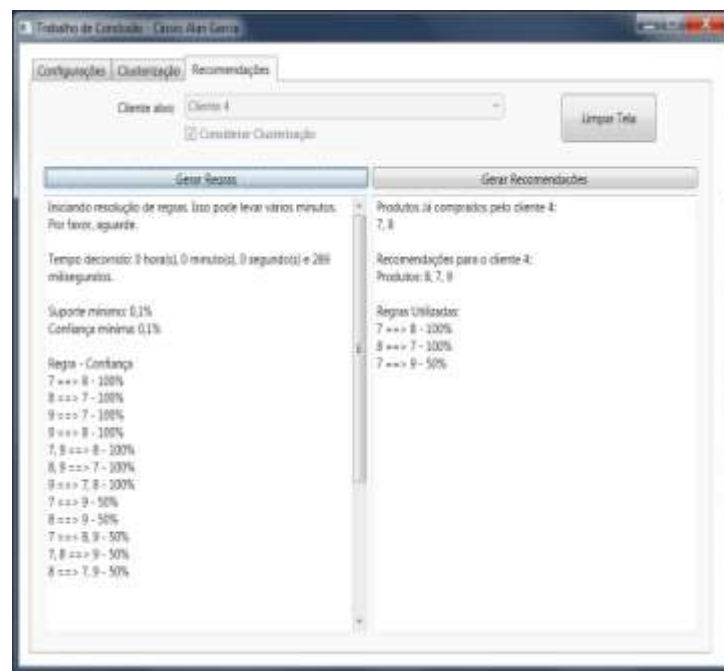 Trabalho de Conclusão - Cássio Alan Garcia
Configurações
Clusterização
Recomendações
Cliente ativo:
Cliente 4
Considerar Clusterização
Limpar Tela
Gerar Regras
Gerar Recomendações
Iniciando resolução de regras. Isso pode levar vários minutos.
Por favor, aguarde.
Tempo decorrido: 0 hora(s), 0 minuto(s), 0 segundo(s) e 289
milisegundos.
Suporte mínimo: 0,1%
Confiança mínima: 0,1%
Regra - Confiança
7 ==> 8 - 100%
8 ==> 7 - 100%
9 ==> 7 - 100%
9 ==> 8 - 100%
7, 9 ==> 8 - 100%
8, 9 ==> 7 - 100%
9 ==> 7, 8 - 100%
7 ==> 9 - 50%
8 ==> 9 - 50%
7 ==> 8, 9 - 50%
7, 8 ==> 9 - 50%
8 ==> 7, 9 - 50%
Produtos Já comprados pelo cliente 4:
7, 8
Recomendações para o cliente 4:
Produtos: 8, 7, 9
Regras Utilizadas:
7 ==> 8 - 100%
8 ==> 7 - 100%
7 ==> 9 - 50%